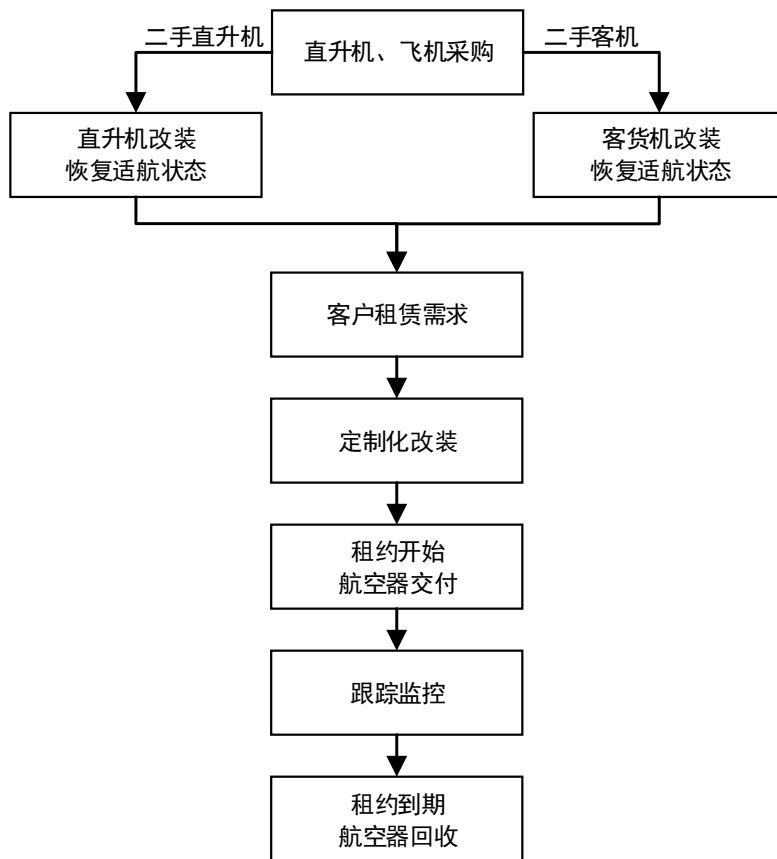 二手直升机
直升机、飞机采购
二手客机
直升机改装
恢复适航状态
客货机改装
恢复适航状态
客户租赁需求
定制化改装
租约开始
航空器交付
跟踪监控
租约到期
航空器回收